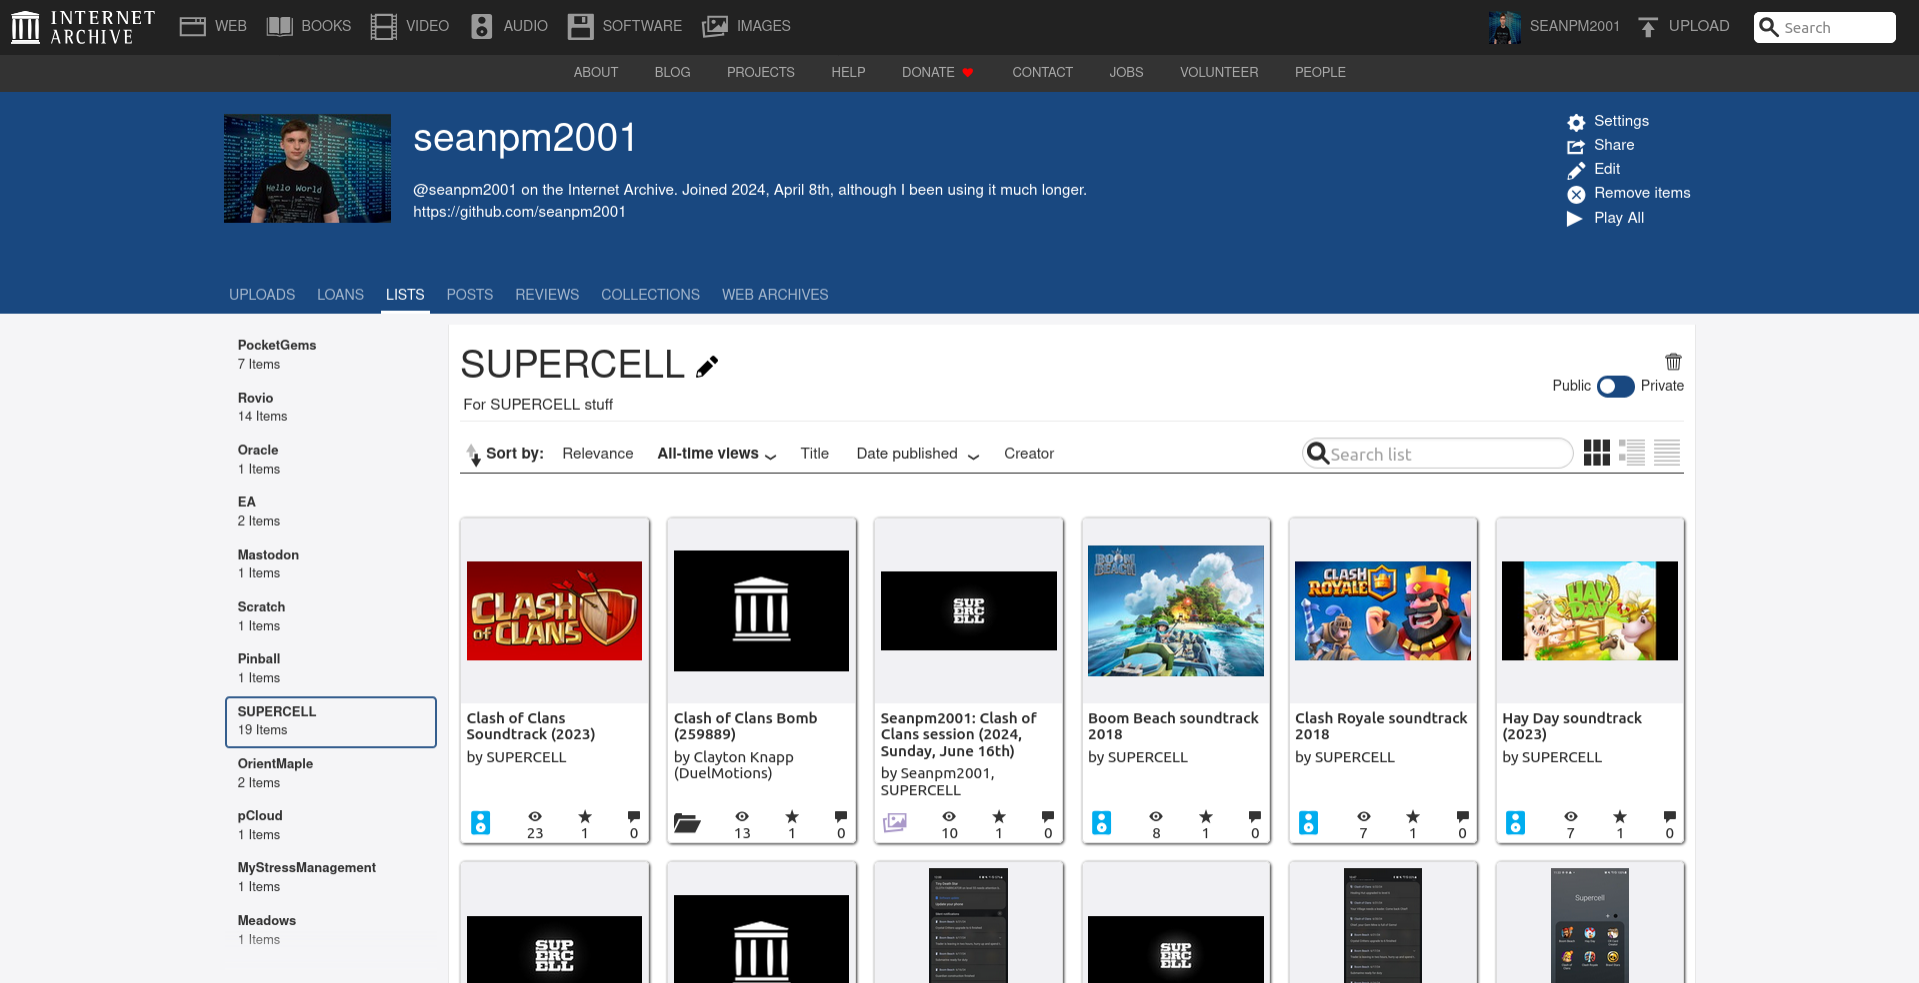 INTERNET ARCHIVE
WEB BOOKS VIDEO AUDIO SOFTWARE IMAGES
SEANPM2001 UPLOAD Search
ABOUT BLOG PROJECTS HELP DONATE CONTACT JOBS VOLUNTEER PEOPLE
Hello World
seanpm2001
@seanpm2001 on the Internet Archive. Joined 2024, April 8th, although I been using it much longer.
https://github.com/seanpm2001
Settings
Share
Edit
Remove items
Play All
UPLOADS LOANS LISTS POSTS REVIEWS COLLECTIONS WEB ARCHIVES
PocketGems
7 Items
Rovio
14 Items
Oracle
1 Items
EA
2 Items
Mastodon
1 Items
Scratch
1 Items
Pinball
1 Items
SUPERCELL
19 Items
OrientMaple
2 Items
pCloud
1 Items
MyStressManagement
1 Items
Meadows
1 Items
SUPERCELL
For SUPERCELL stuff
Public Private
Sort by: Relevance All-time views Title Date published Creator
Search list
CLASH of CLANS
Clash of Clans
Soundtrack (2023)
by SUPERCELL
23 1 0
Clash of Clans Bomb
(259889)
by Clayton Knapp
(DuelMotions)
13 1 0
SUP
ERC
ELL
Seanpm2001: Clash of
Clans session (2024,
Sunday, June 16th)
by Seanpm2001,
SUPERCELL
10 1 0
BOOM
BEACH
Boom Beach soundtrack
2018
by SUPERCELL
8 1 0
CLASH
ROYALE
Clash Royale soundtrack
2018
by SUPERCELL
7 1 0
HAY
DAY
Hay Day soundtrack
(2023)
by SUPERCELL
7 1 0
SUP
ERC
ELL
SUP
ERC
ELL
Supercell